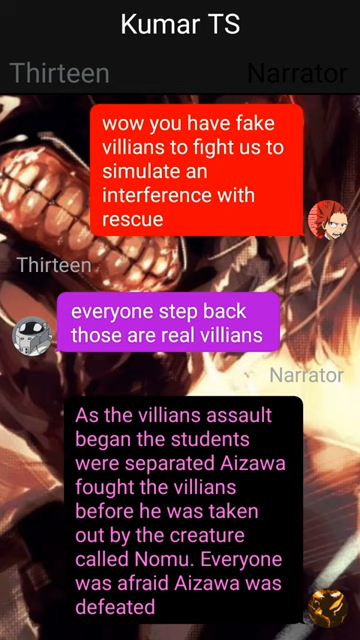 Kumar TS
Thirteen
Narrator
wow you have fake
villians to fight us to
simulate an
interference with
rescue
Thirteen
everyone step back
those are real villians
Narrator
As the villians assault
began the students
were separated Aizawa
fought the villians
before he was taken
out by the creature
called Nomu. Everyone
was afraid Aizawa was
defeated